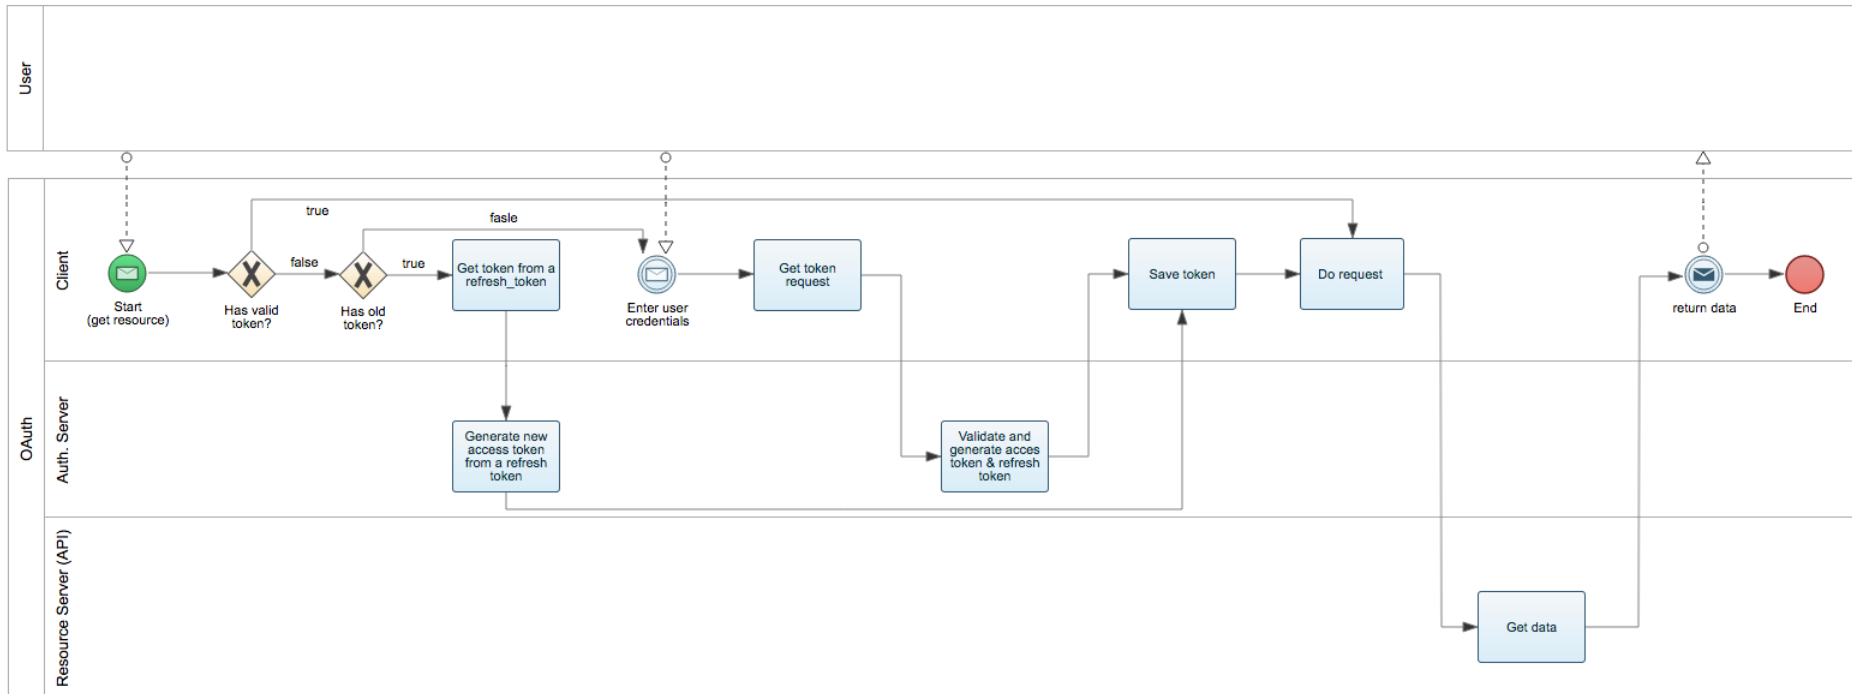 User
OAuth
Client
true
fasle
false
true
Start
(get resource)
Has valid
token?
Has old
token?
Get token from a
refresh_token
Enter user
credentials
Get token
request
Save token
Do request
return data
End
Auth. Server
Generate new
access token
from a refresh
token
Validate and
generate acces
token & refresh
token
Resource Server (API)
Get data